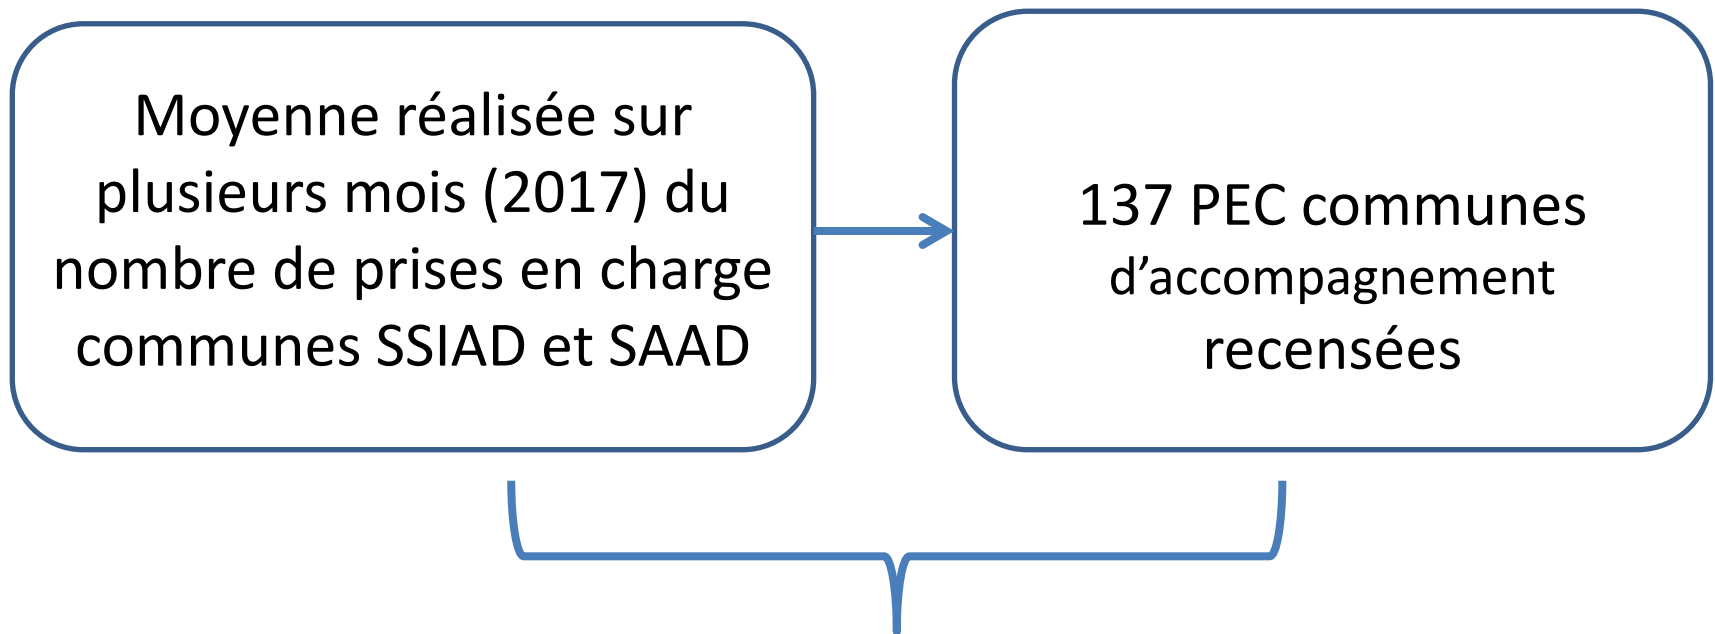 Moyenne réalisée sur
plusieurs mois (2017) du
nombre de prises en charge
communes SSIAD et SAAD
137 PEC communes
d’accompagnement
recensées